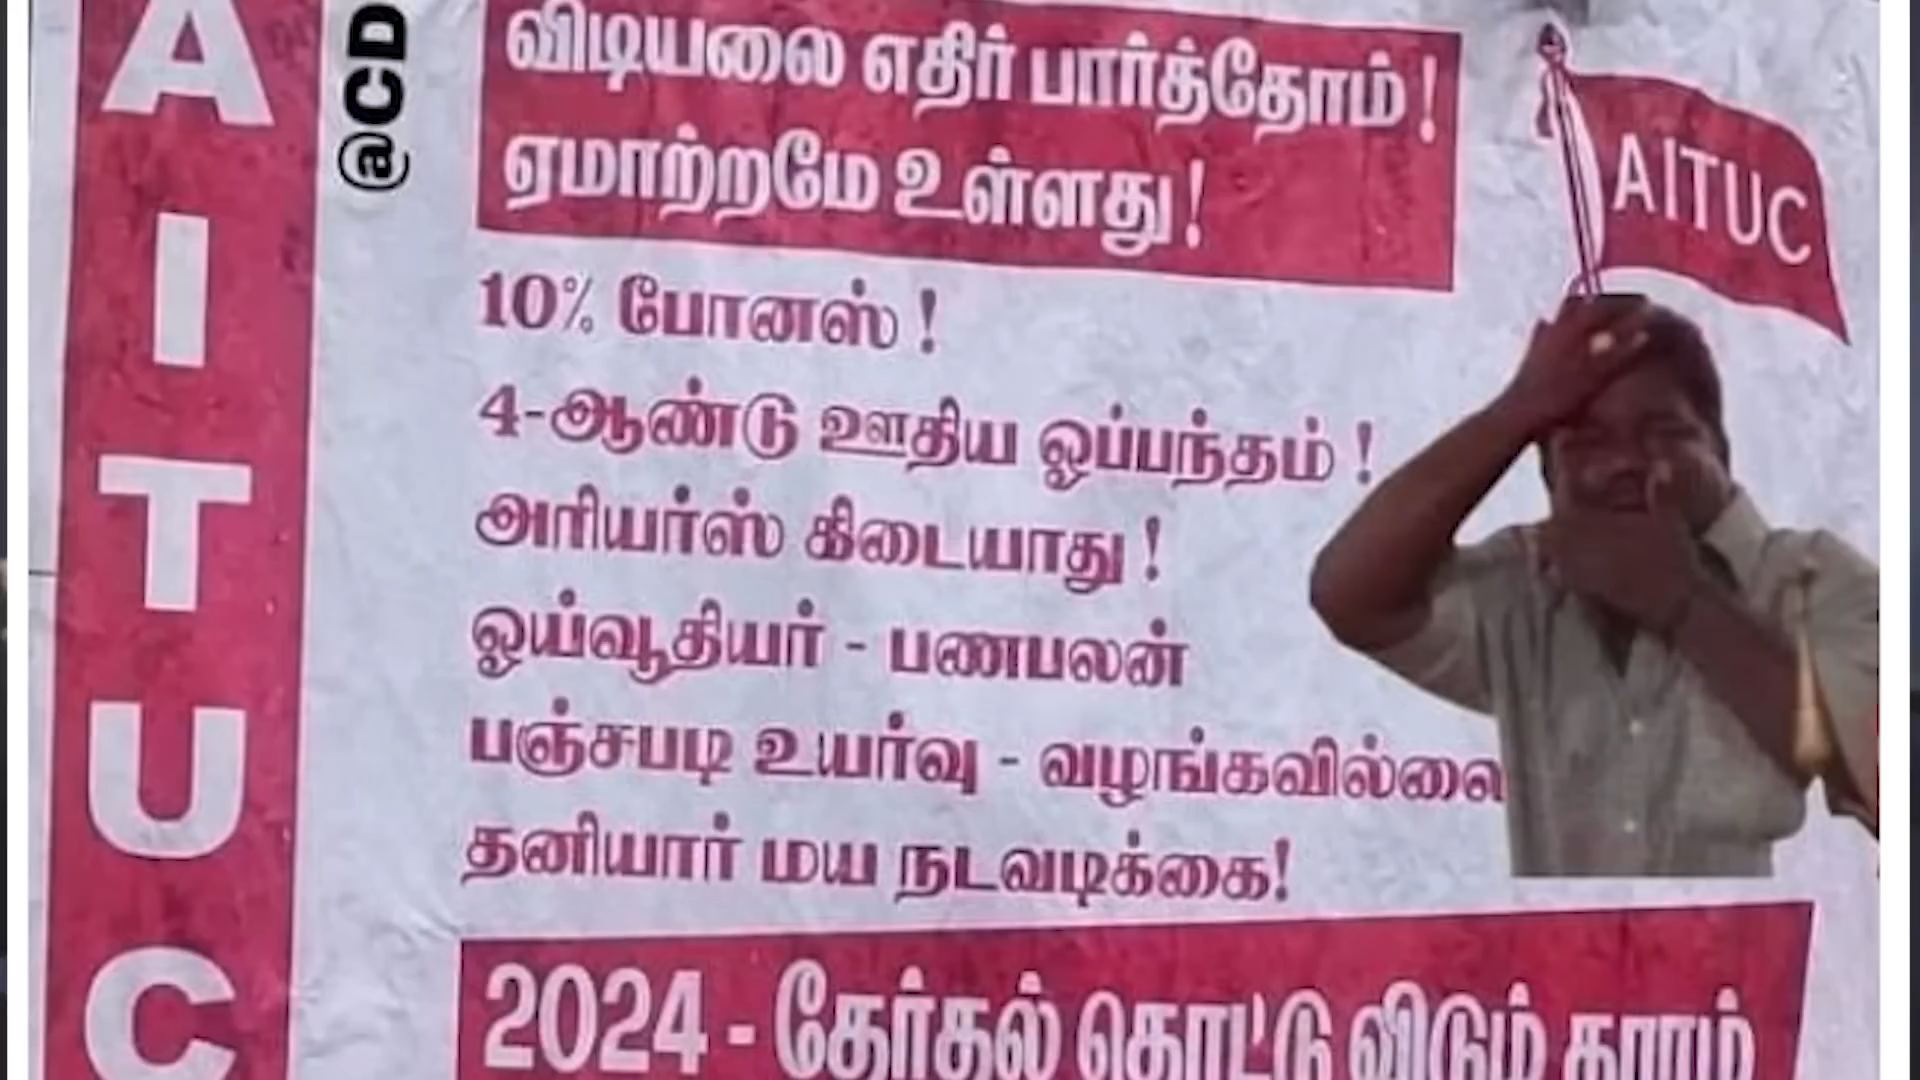 AITUC
@CD
விடியலை எதிர் பார்த்தோம் !
ஏமாற்றமே உள்ளது !
AITUC
10% போனஸ் !
4-ஆண்டு ஊதிய ஓப்பந்தம் !
அரியர்ஸ் கிடையாது !
ஓய்வூதியர் - பணபலன்
பஞ்சபடி உயர்வு - வழங்கவில்லை
தனியார் மய நடவடிக்கை!
2024 - தேர்தல் கொட்டு விடும் காரம்